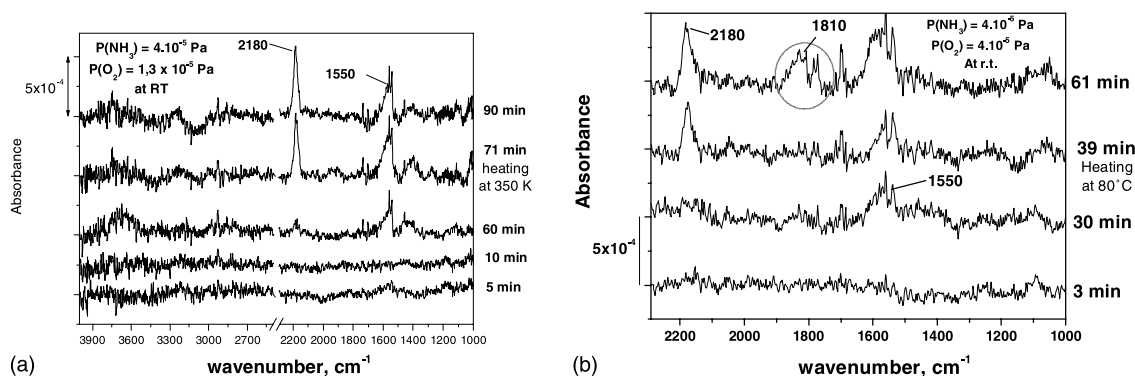 P(NH3) = 4.10-5 Pa
P(O2) = 1,3 x 10-5 Pa
at RT
2180
1550
5x10-4
Absorbance
90 min
71 min
heating
at 350 K
60 min
10 min
5 min
3900 3600 3300 3000 2700 2200 2000 1800 1600 1400 1200 1000
wavenumber, cm-1
(a)
P(NH3) = 4.10-5 Pa
P(O2) = 4.10-5 Pa
At r.t.
2180
1810
61 min
39 min
Heating
at 80°C
1550
30 min
3 min
5x10-4
Absorbance
2200 2000 1800 1600 1400 1200 1000
wavenumber, cm-1
(b)